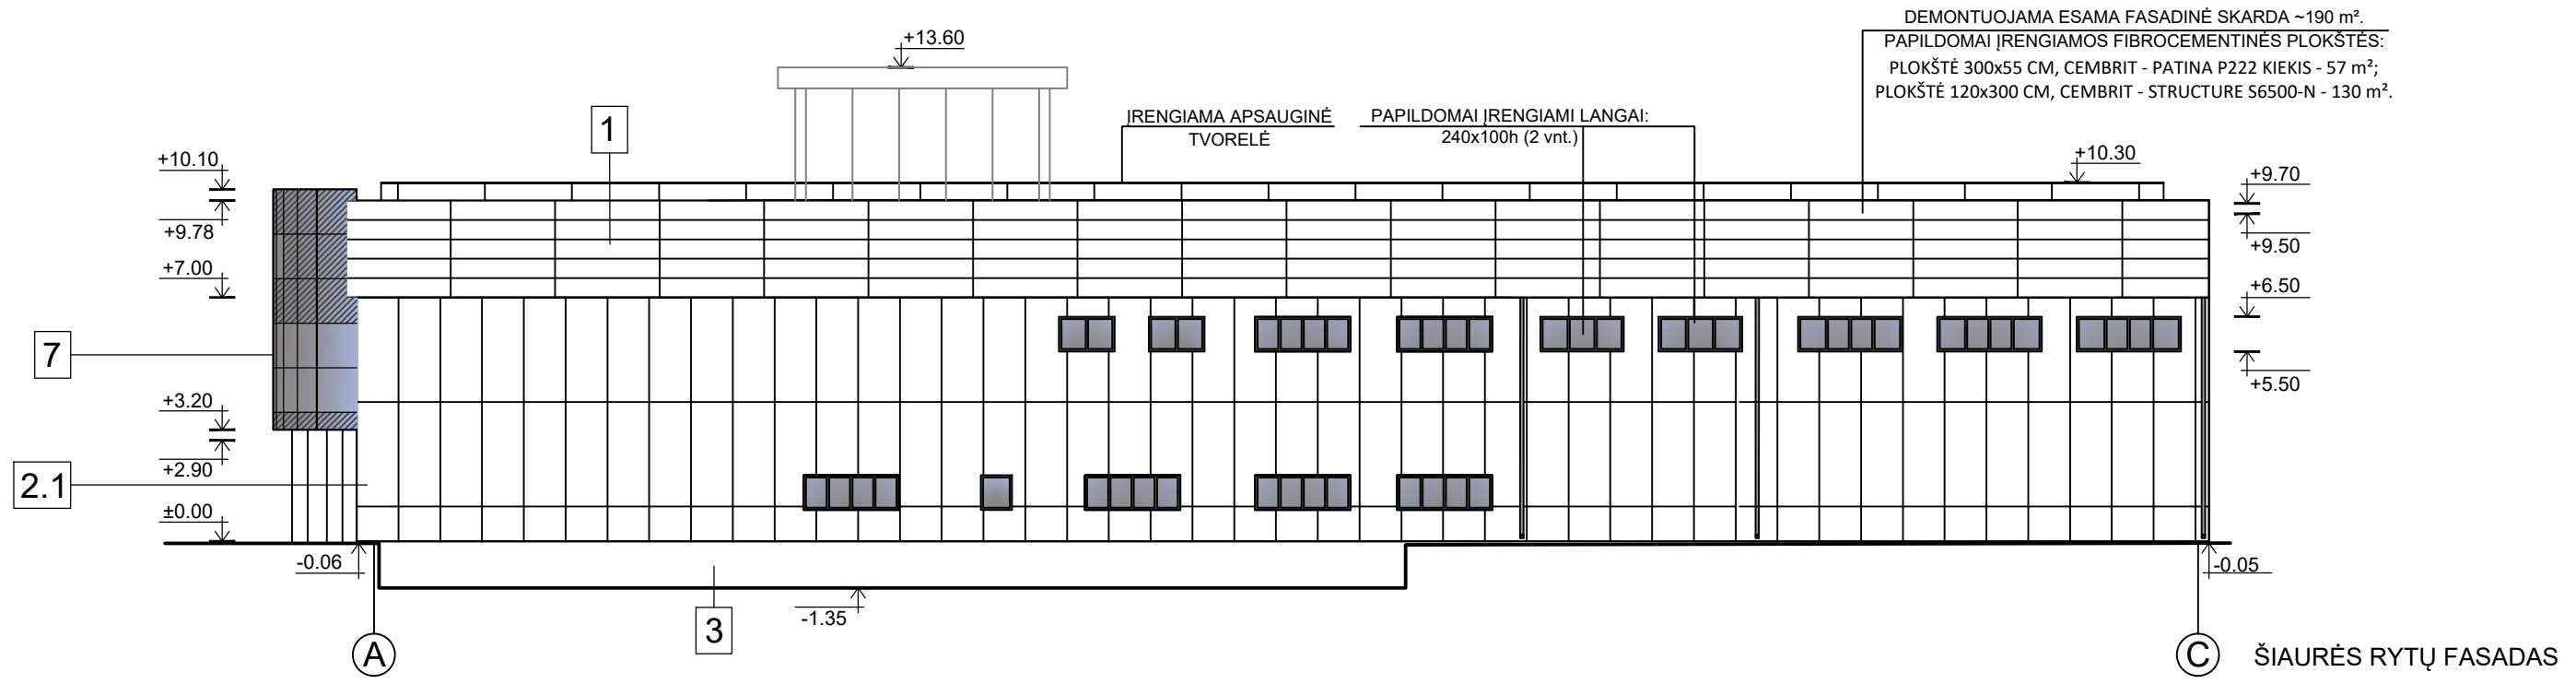 DEMONTUOJAMA ESAMA FASADINĖ SKARDA ~190 m².
PAPILDOMAI ĮRENGIAMOS FIBROCEMENTINĖS PLOKŠTĖS:
PLOKŠTĖ 300x55 CM, CEMBRIT - PATINA P222 KIEKIS - 57 m²;
PLOKŠTĖ 120x300 CM, CEMBRIT - STRUCTURE S6500-N - 130 m².
+13.60
ĮRENGIAMA APSAUGINĖ
TVORELĖ
PAPILDOMAI ĮRENGIAMI LANGAI:
240x100h (2 vnt.)
1
+10.10
+9.78
+7.00
7
+3.20
+2.90
2.1
±0.00
-0.06
+10.30
+9.70
+9.50
+6.50
+5.50
-0.05
-1.35
3
A
C
ŠIAURĖS RYTŲ FASADAS